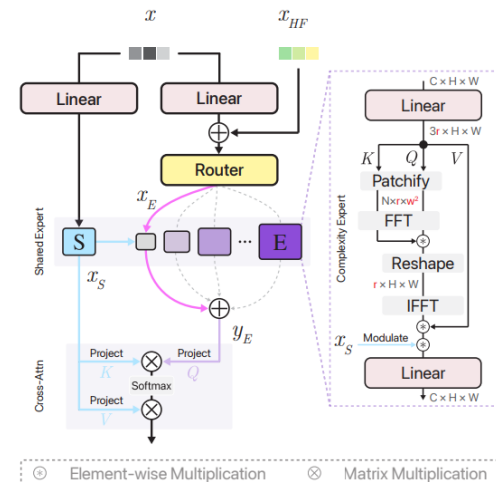 x
x_HF
Linear
Linear
Router
x_E
Shared Expert
S
...
E
x_S
y_E
Cross-Attn
Project
K
Project
Q
Softmax
Project
V
C × H × W
Linear
3r × H × W
K
Q
V
Patchify
N×r×w²
FFT
Reshape
r × H × W
IFFT
x_S
Modulate
Linear
C × H × W
Complexity Expert
Element-wise Multiplication
Matrix Multiplication